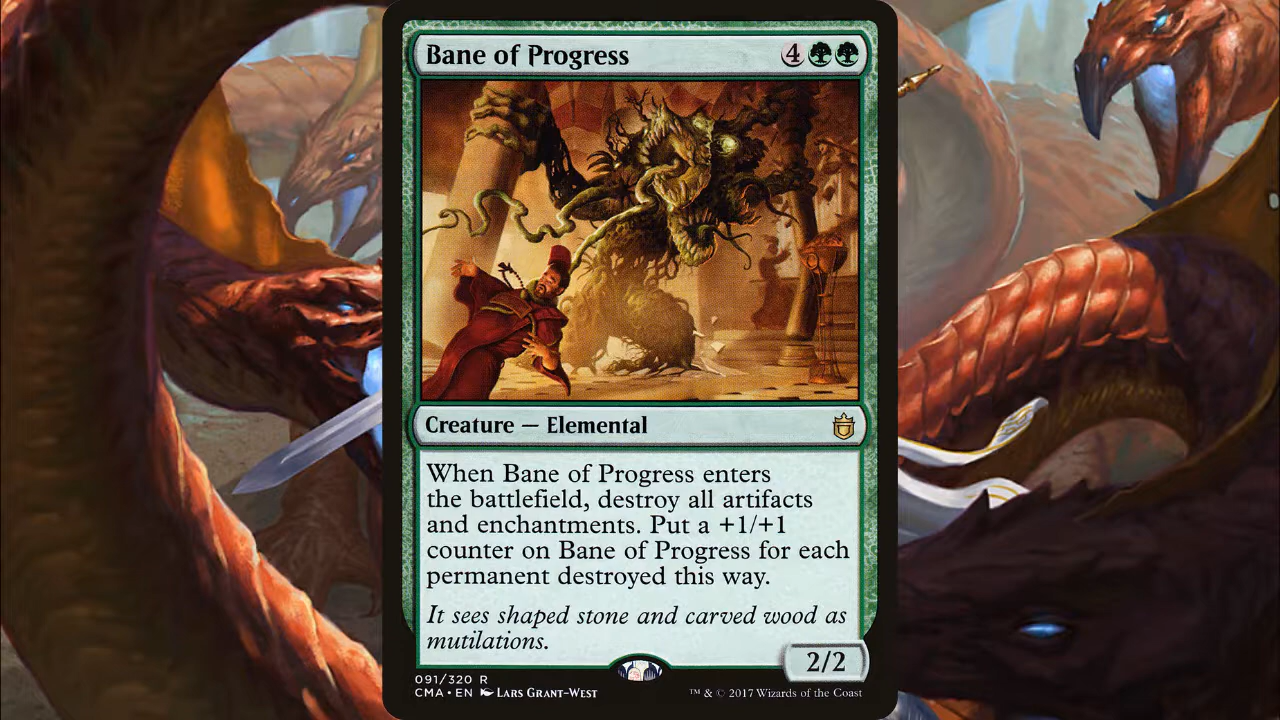 Bane of Progress 4
Creature — Elemental
When Bane of Progress enters
the battlefield, destroy all artifacts
and enchantments. Put a +1/+1
counter on Bane of Progress for each
permanent destroyed this way.
It sees shaped stone and carved wood as
mutilations.
2/2
091/320 R
CMA • EN Lars Grant-West ™ & © 2017 Wizards of the Coast